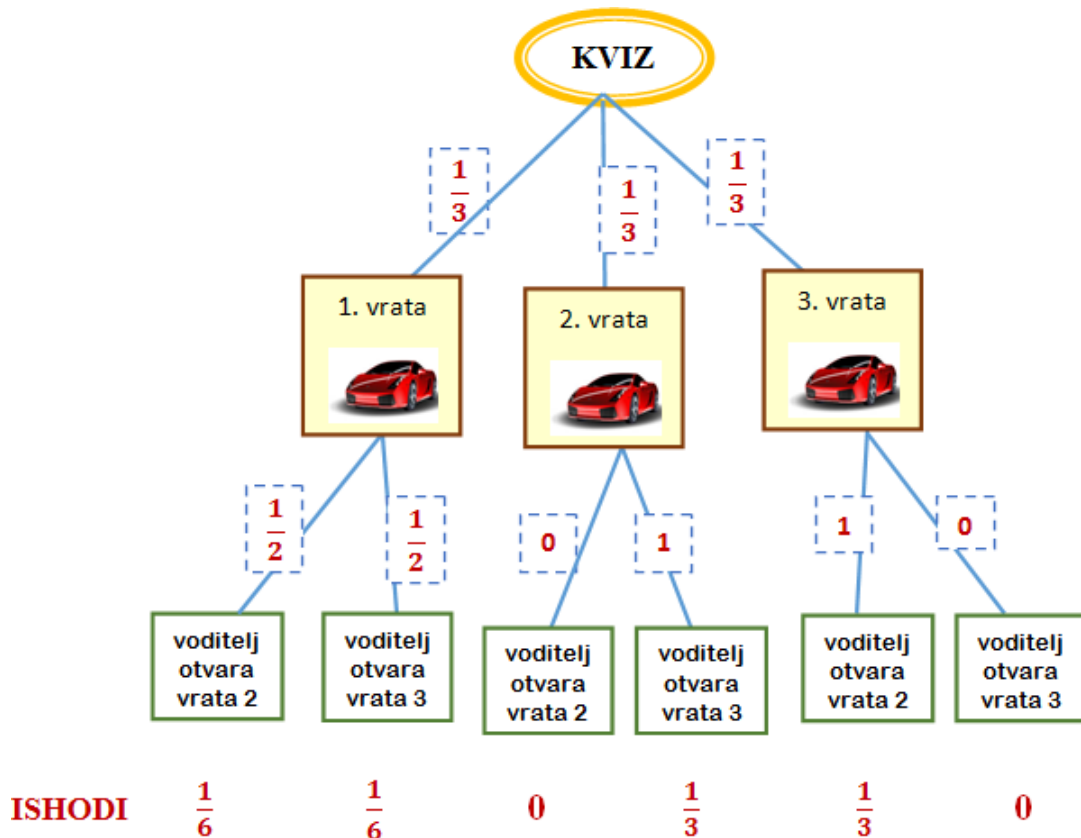 KVIZ
1/3
1/3
1/3
1. vrata
2. vrata
3. vrata
1/2
1/2
0
1
1
0
voditelj
otvara
vrata 2
voditelj
otvara
vrata 3
voditelj
otvara
vrata 2
voditelj
otvara
vrata 3
voditelj
otvara
vrata 2
voditelj
otvara
vrata 3
ISHODI 1/6 1/6 0 1/3 1/3 0